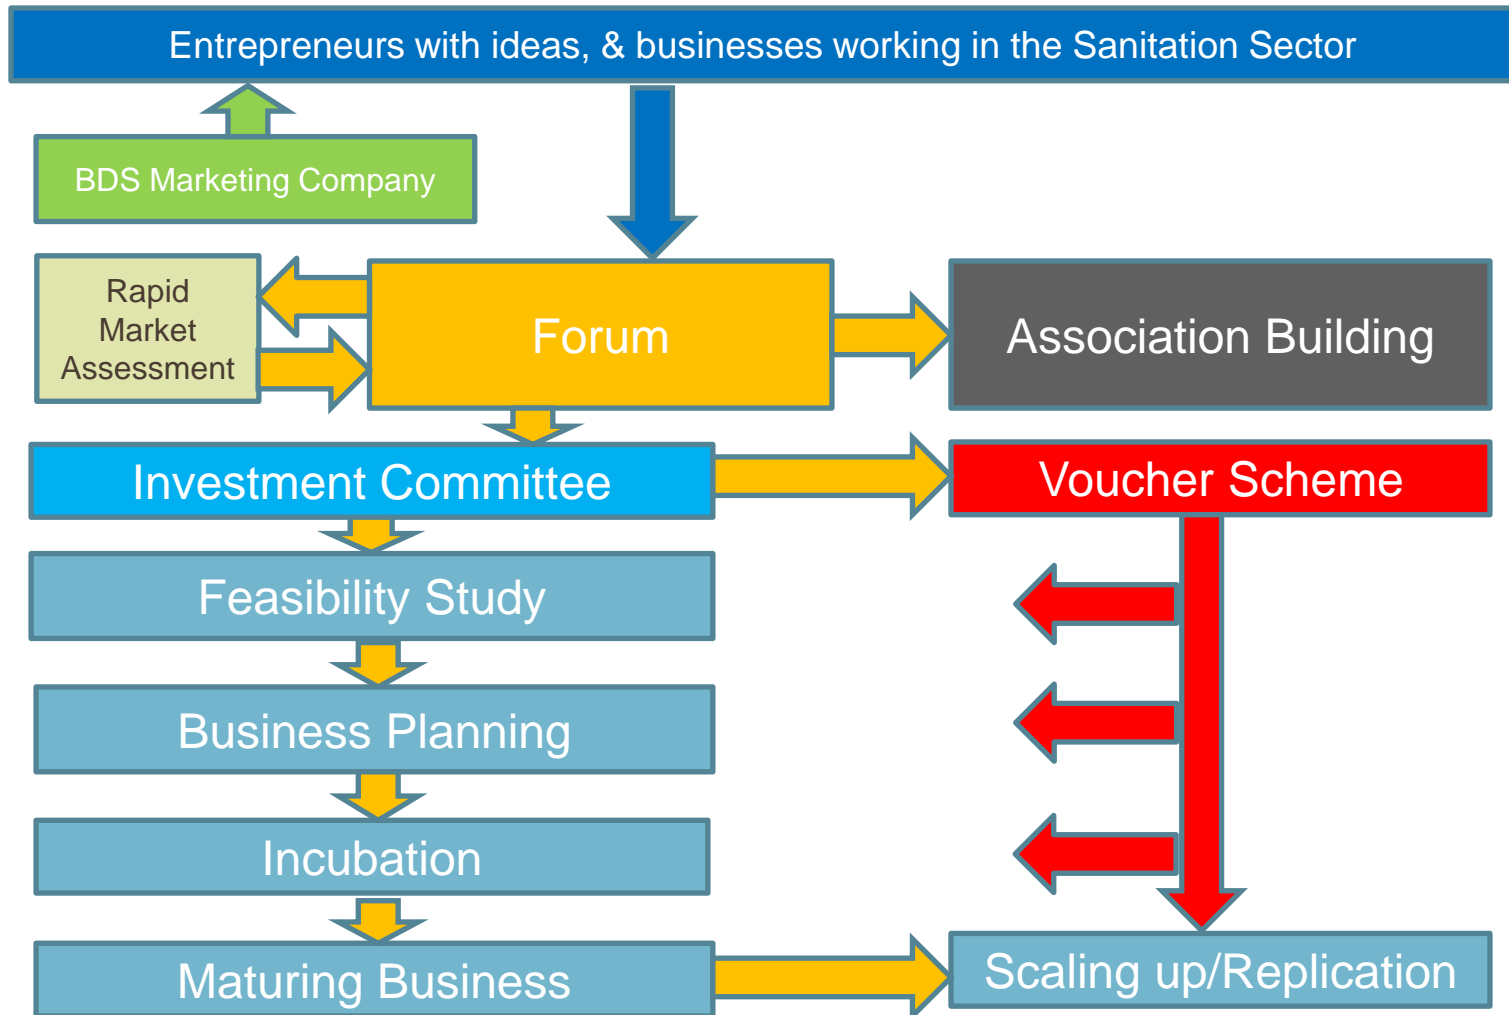 Entrepreneurs with ideas, & businesses working in the Sanitation Sector
BDS Marketing Company
Rapid
Market
Assessment
Forum
Association Building
Investment Committee
Voucher Scheme
Feasibility Study
Business Planning
Incubation
Maturing Business
Scaling up/Replication